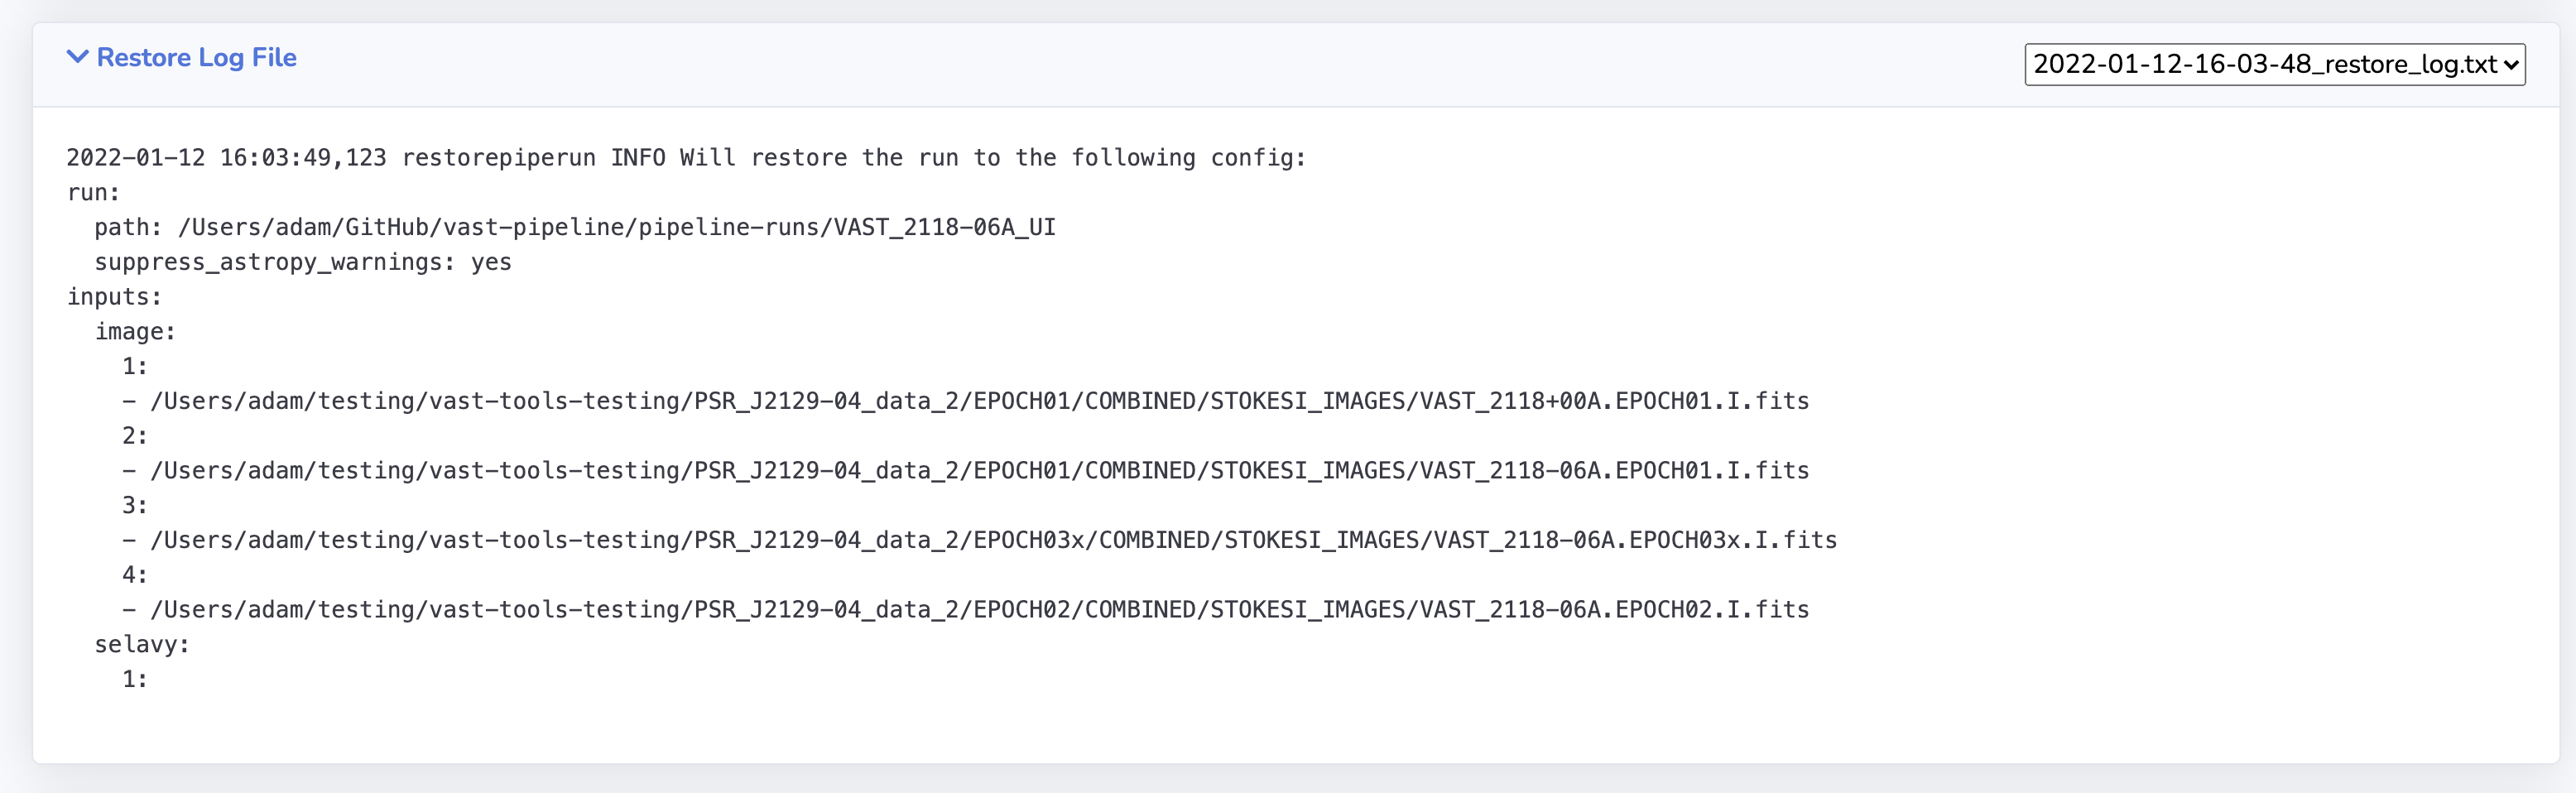 Restore Log File
2022-01-12-16-03-48_restore_log.txt
2022-01-12 16:03:49,123 restorepiperun INFO Will restore the run to the following config:
run:
  path: /Users/adam/GitHub/vast-pipeline/pipeline-runs/VAST_2118-06A_UI
  suppress_astropy_warnings: yes
inputs:
  image:
    1:
    - /Users/adam/testing/vast-tools-testing/PSR_J2129-04_data_2/EPOCH01/COMBINED/STOKESI_IMAGES/VAST_2118+00A.EPOCH01.I.fits
    2:
    - /Users/adam/testing/vast-tools-testing/PSR_J2129-04_data_2/EPOCH01/COMBINED/STOKESI_IMAGES/VAST_2118-06A.EPOCH01.I.fits
    3:
    - /Users/adam/testing/vast-tools-testing/PSR_J2129-04_data_2/EPOCH03x/COMBINED/STOKESI_IMAGES/VAST_2118-06A.EPOCH03x.I.fits
    4:
    - /Users/adam/testing/vast-tools-testing/PSR_J2129-04_data_2/EPOCH02/COMBINED/STOKESI_IMAGES/VAST_2118-06A.EPOCH02.I.fits
  selavy:
    1: